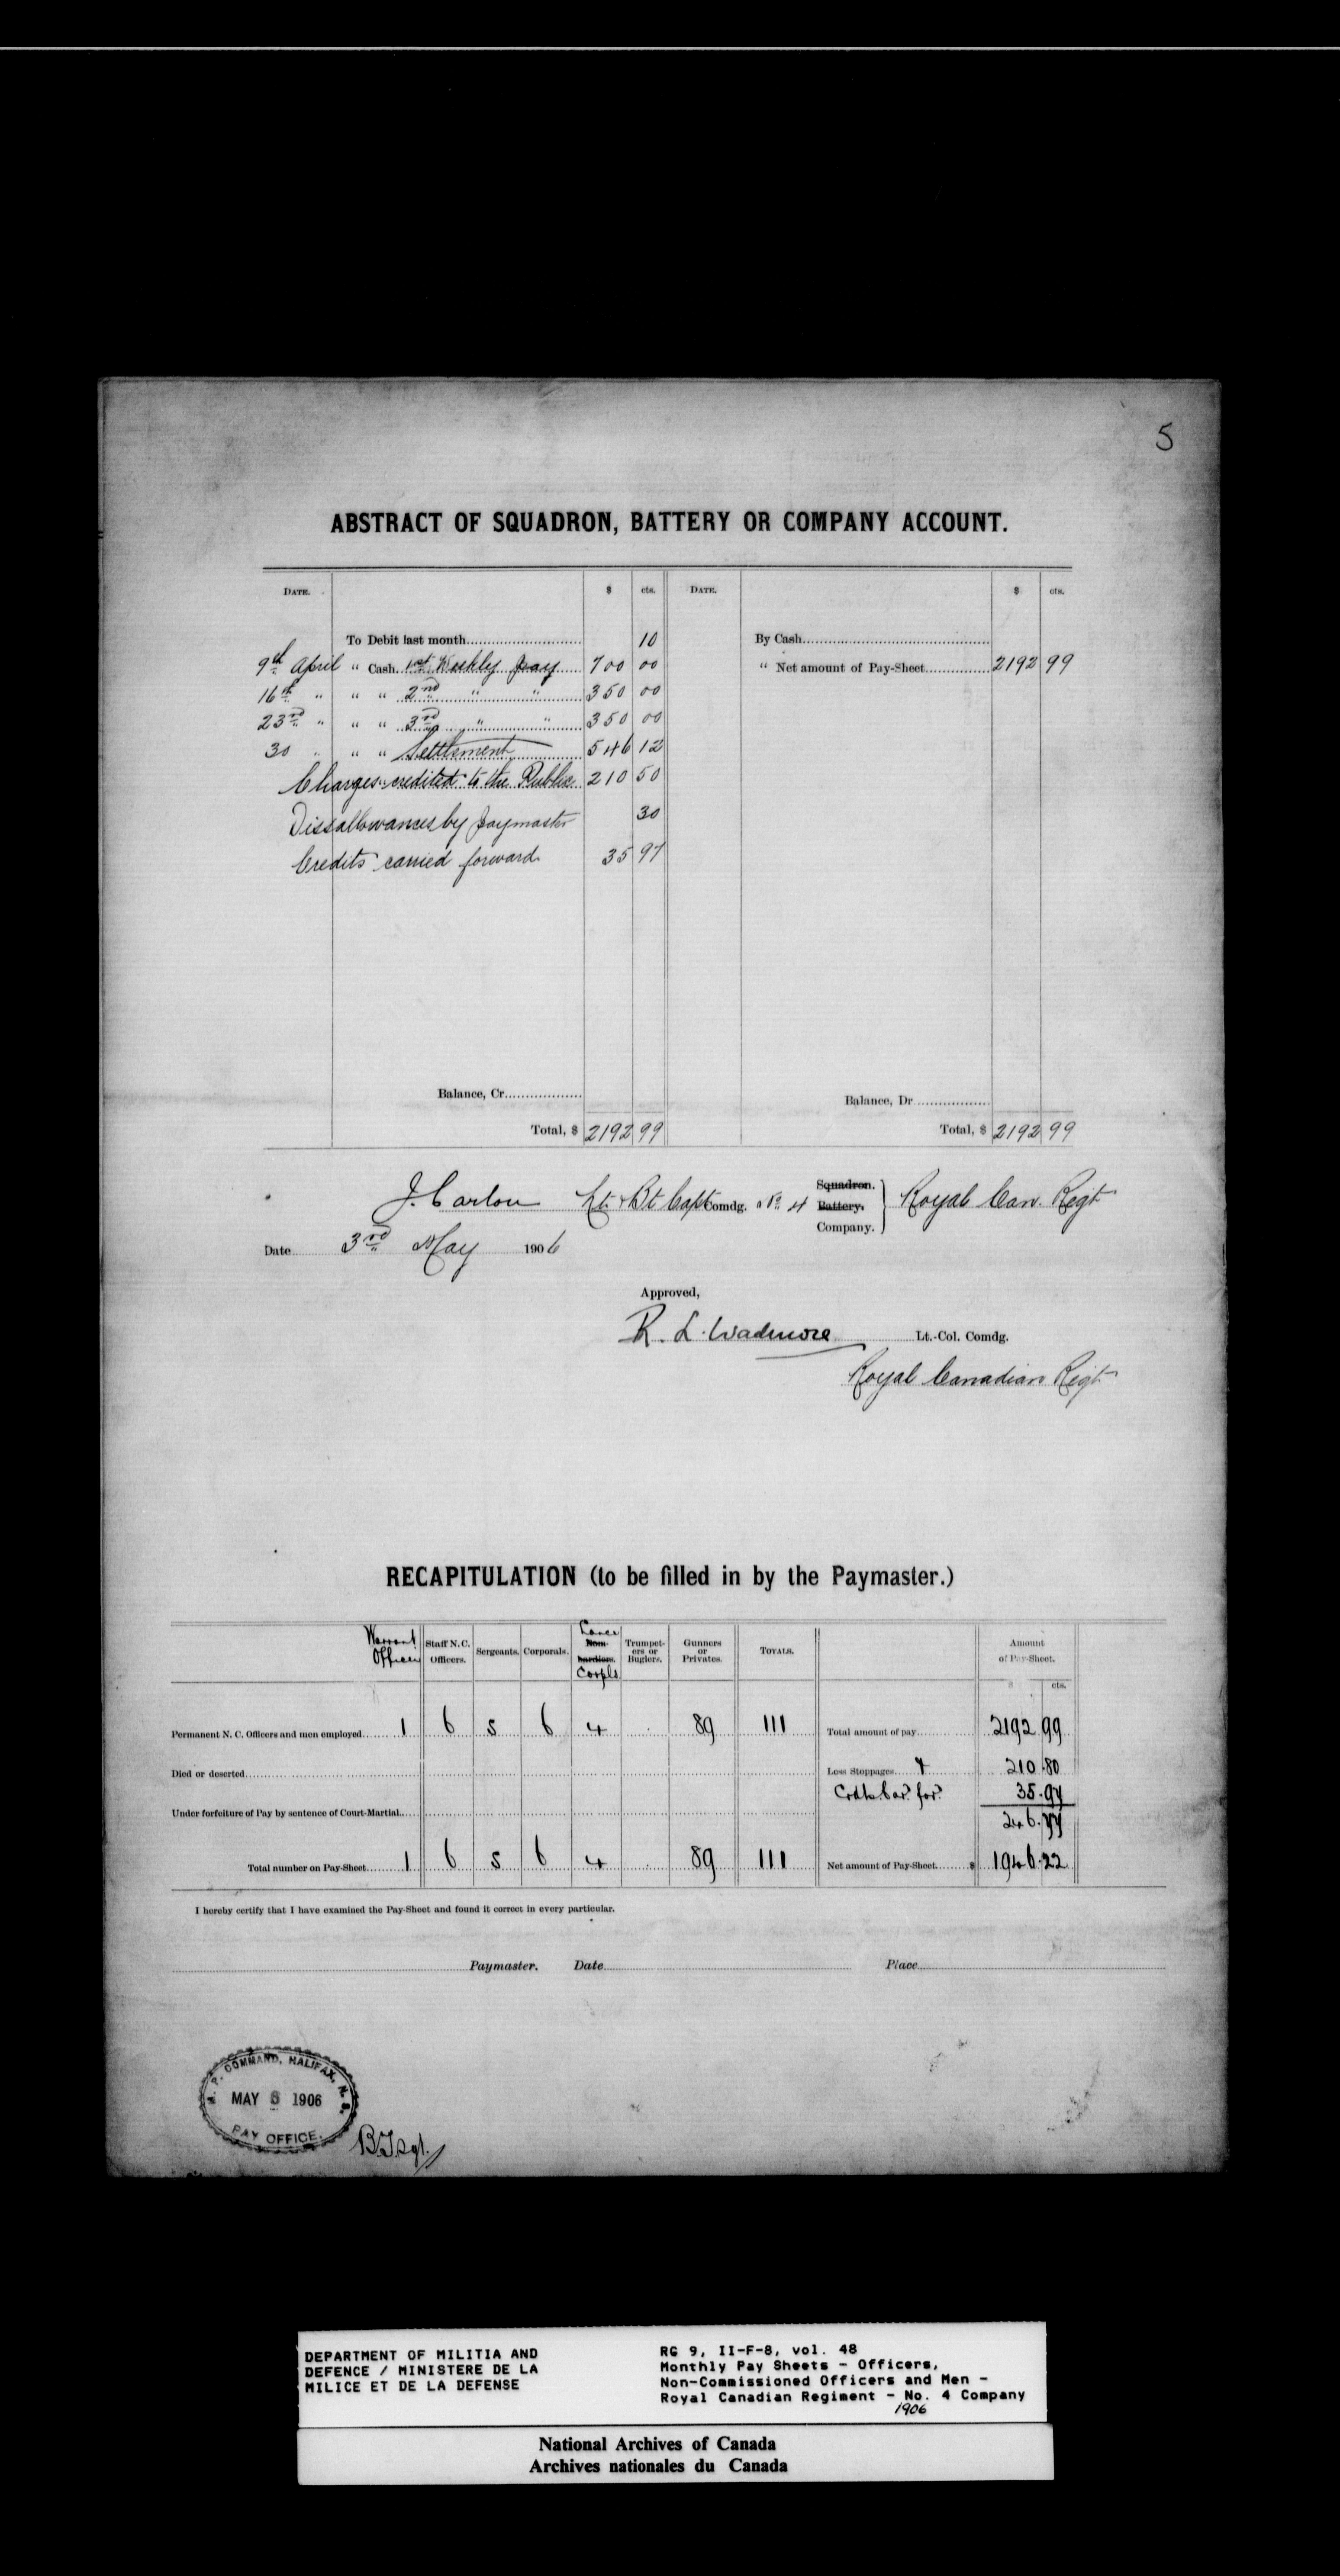 5
ABSTRACT OF SQUADRON, BATTERY OR COMPANY ACCOUNT.
DATE. $ cts. DATE. $ cts.
To Debit last month 10 By Cash
9th April " Cash 1st Weekly pay 700 00 " Net amount of Pay-Sheet 2192 99
16th " " " 2nd " " 350 00
23rd " " " 3rd " " 350 00
30 " " " Settlement 546 12
Charges credited to the Public 210 50
Dissallowances by paymaster 30
Credits carried forward 35 97
Balance, Cr. Balance, Dr
Total, $ 2192 99 Total, $ 2192 99
J. Carlou Lt. & Bt Capt Comdg. No 4 Squadron. Battery. Company. } Royal Can. Regt
Date 3rd May 1906
Approved,
R. L. Wadmore Lt.-Col. Comdg.
Royal Canadian Regt
RECAPITULATION (to be filled in by the Paymaster.)
Warrant Officers Staff N.C. Officers. Sergeants. Corporals. Lance Bombardiers. Corpls Trumpeters or Buglers. Gunners or Privates. TOTALS. Amount of Pay-Sheet.
$ cts.
Permanent N. C. Officers and men employed 1 6 5 6 4 89 111 Total amount of pay 2192 99
Died or deserted Less Stoppages & 210.80
Crdts Car. for. 35.97
Under forfeiture of Pay by sentence of Court-Martial 246.77
Total number on Pay-Sheet 1 6 5 6 4 89 111 Net amount of Pay-Sheet $ 1946.22
I hereby certify that I have examined the Pay-Sheet and found it correct in every particular.
Paymaster. Date Place
COMMAND, HALIFAX, N. S.
MAY 1906
PAY OFFICE.
DEPARTMENT OF MILITIA AND
DEFENCE / MINISTERE DE LA
MILICE ET DE LA DEFENSE
RG 9, II-F-8, vol. 48
Monthly Pay Sheets - Officers,
Non-Commissioned Officers and Men -
Royal Canadian Regiment - No. 4 Company
1906
National Archives of Canada
Archives nationales du Canada